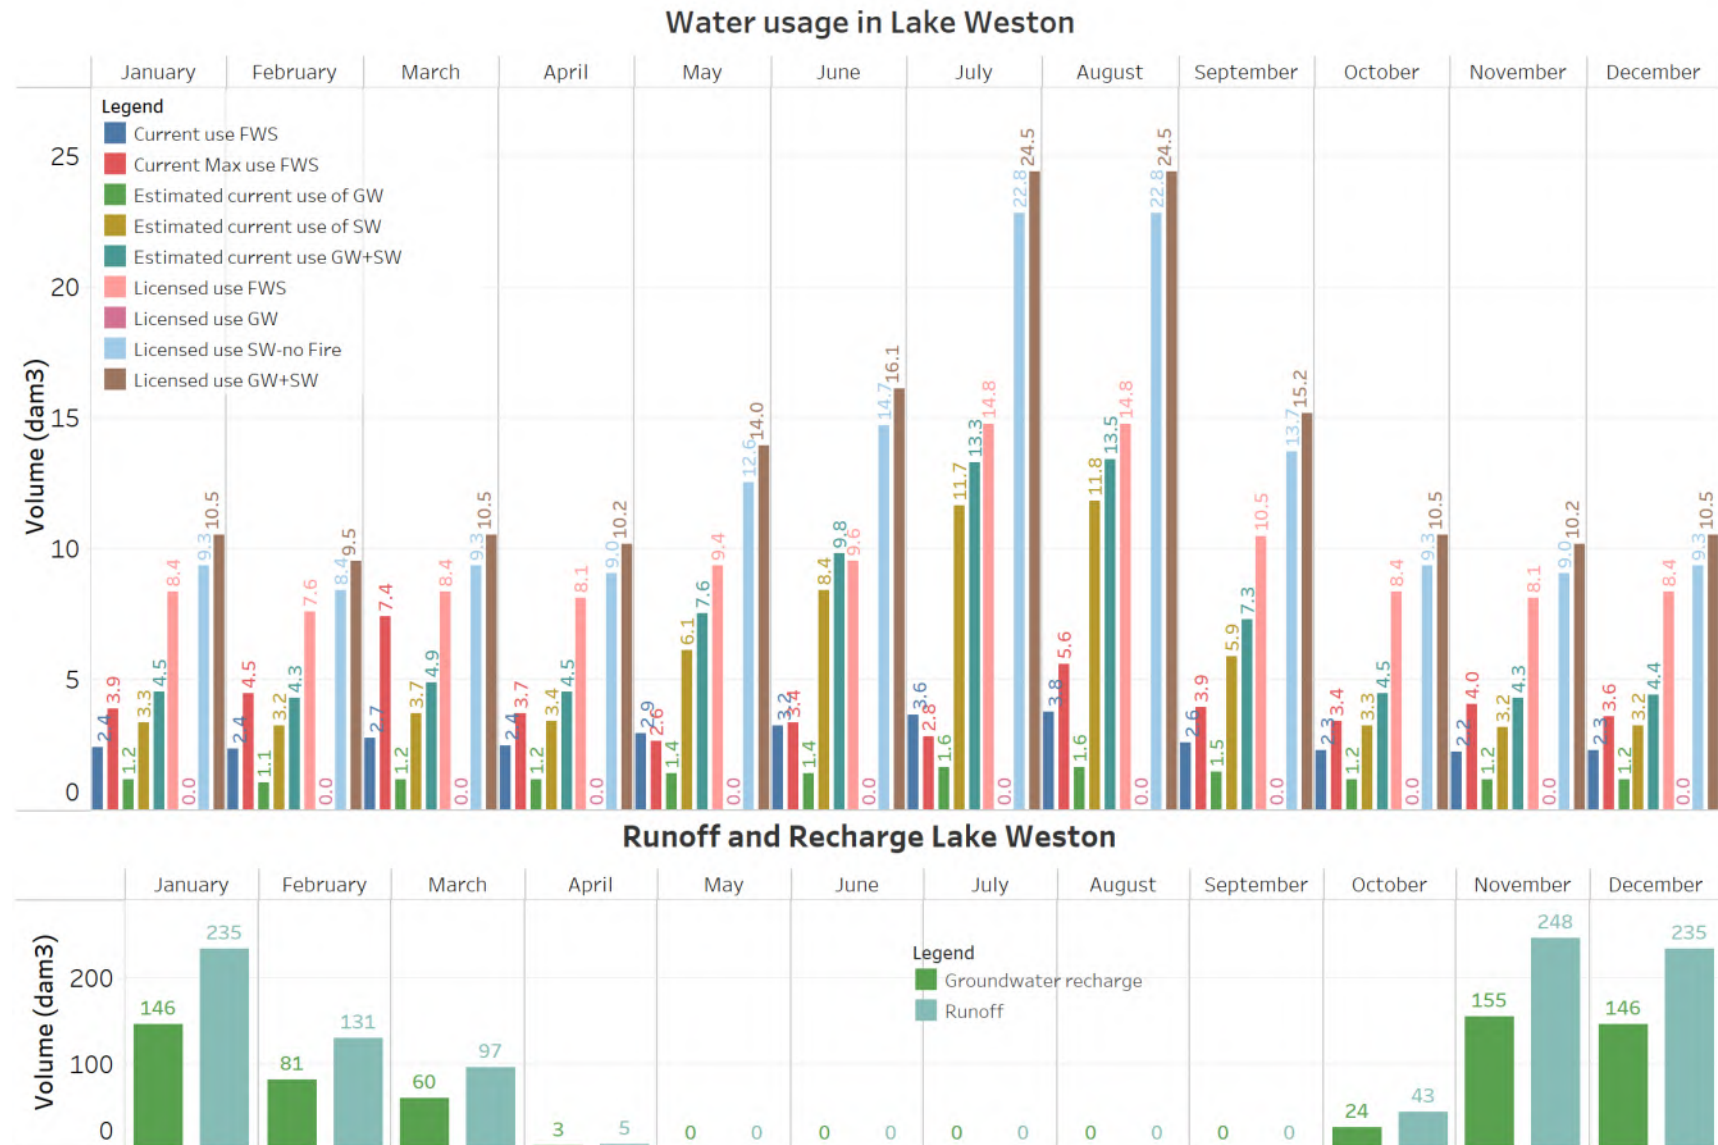 Water usage in Lake Weston
January February March April May June July August September October November December
Legend
Current use FWS
Current Max use FWS
Estimated current use of GW
Estimated current use of SW
Estimated current use GW+SW
Licensed use FWS
Licensed use GW
Licensed use SW-no Fire
Licensed use GW+SW
Volume (dam3)
25
20
15
10
5
0
2.4 3.9 1.2 3.3 4.5 8.4 0.0 9.3 10.5
2.4 4.5 1.1 3.2 4.3 7.6 0.0 8.4 9.5
2.7 7.4 1.2 3.7 4.9 8.4 0.0 9.3 10.5
2.4 3.7 1.2 3.4 4.5 8.1 0.0 9.0 10.2
2.9 2.6 1.4 6.1 7.6 9.4 0.0 12.6 14.0
3.2 3.4 1.4 8.4 9.8 9.6 0.0 14.7 16.1
3.6 2.8 1.6 11.7 13.3 14.8 0.0 22.8 24.5
3.8 5.6 1.6 11.8 13.5 14.8 0.0 22.8 24.5
2.6 3.9 1.5 5.9 7.3 10.5 0.0 13.7 15.2
2.3 3.4 1.2 3.3 4.5 8.4 0.0 9.3 10.5
2.2 4.0 1.2 3.2 4.3 8.1 0.0 9.0 10.2
2.3 3.6 1.2 3.2 4.4 8.4 0.0 9.3 10.5
Runoff and Recharge Lake Weston
January February March April May June July August September October November December
Legend
Groundwater recharge
Runoff
Volume (dam3)
200
100
0
146 235
81 131
60 97
3 5
0 0
0 0
0 0
0 0
0 0
24 43
155 248
146 235